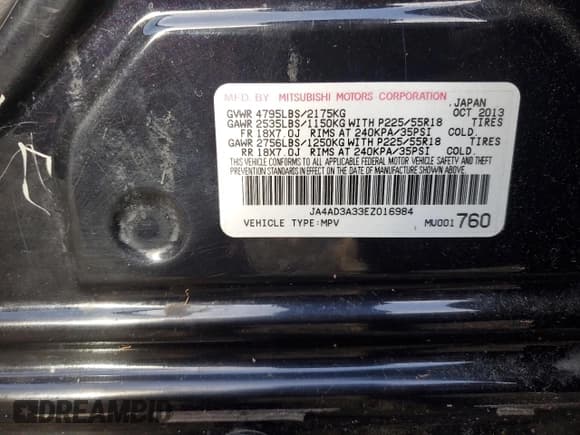 MFD BY MITSUBISHI MOTORS CORPORATION, JAPAN
GVWR 4795LBS/2175KG OCT 2013
GAWR 2535LBS/1150KG WITH P225/55R18 TIRES
FR 18X7.0J RIMS AT 240KPA/35PSI COLD.
GAWR 2756LBS/1250KG WITH P225/55R18 TIRES
RR 18X7.0J RIMS AT 240KPA/35PSI COLD.
THIS VEHICLE CONFORMS TO ALL APPLICABLE FEDERAL MOTOR VEHICLE SAFETY AND
THEFT PREVENTION STANDARDS IN EFFECT ON THE DATE OF MANUFACTURE SHOWN ABOVE.
JA4AD3A33EZ016984
VEHICLE TYPE:MPV MU001760
DREAMBID